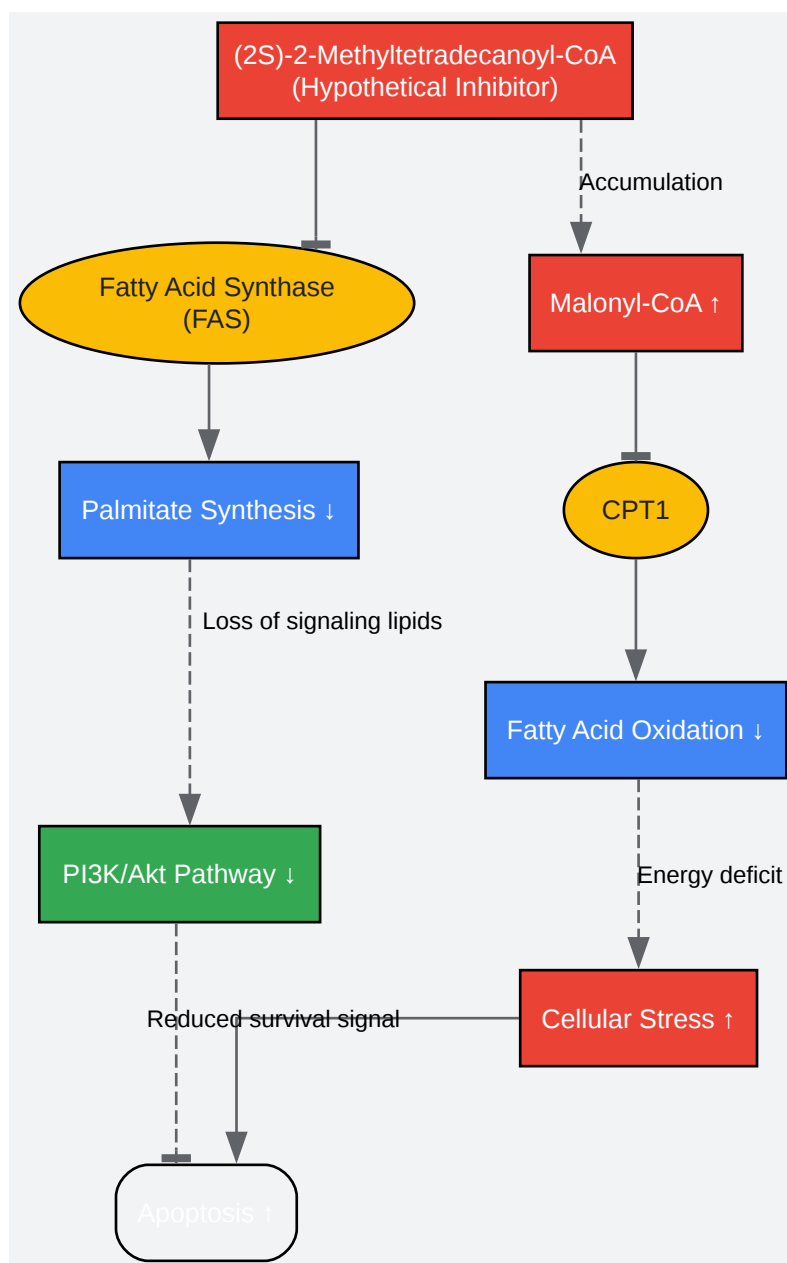 (2S)-2-Methyltetradecanoyl-CoA
(Hypothetical Inhibitor)
Accumulation
Fatty Acid Synthase
(FAS)
Malonyl-CoA ↑
Palmitate Synthesis ↓
CPT1
Loss of signaling lipids
Fatty Acid Oxidation ↓
PI3K/Akt Pathway ↓
Energy deficit
Reduced survival signal
Cellular Stress ↑
Apoptosis ↑